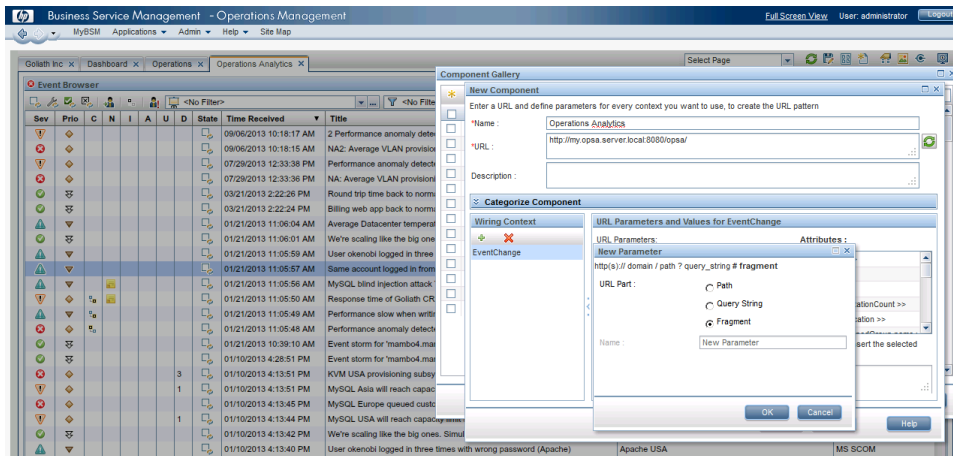 hp Business Service Management - Operations Management Full Screen View User: administrator Logout
MyBSM Applications Admin Help Site Map
Goliath Inc X Dashboard X Operations X Operations Analytics X Select Page
Event Browser
<No Filter> ... <No Filte
Sev Prio C N I A U D State Time Received Title
09/06/2013 10:18:17 AM 2 Performance anomaly dete
09/06/2013 10:18:15 AM NA2: Average VLAN provisio
07/29/2013 12:33:38 PM Performance anomaly detect
07/29/2013 12:33:36 PM NA: Average VLAN provisioni
03/21/2013 2:22:26 PM Round trip time back to norma
03/21/2013 2:22:24 PM Billing web app back to norma
01/21/2013 11:06:04 AM Average Datacenter temperat
01/21/2013 11:06:01 AM We're scaling like the big one
01/21/2013 11:05:59 AM User okenobi logged in three
01/21/2013 11:05:57 AM Same account logged in from
01/21/2013 11:05:56 AM MySQL blind injection attack
01/21/2013 11:05:50 AM Response time of Goliath CR
01/21/2013 11:05:49 AM Performance slow when writin
01/21/2013 11:05:48 AM Performance anomaly detect
01/21/2013 10:39:10 AM Event storm for 'mambo4.mar
01/10/2013 4:28:51 PM Event storm for 'mambo4.mar
3 01/10/2013 4:13:51 PM KVM USA provisioning subsy
1 01/10/2013 4:13:51 PM MySQL Asia will reach capac
01/10/2013 4:13:45 PM MySQL Europe queued custo
1 01/10/2013 4:13:44 PM MySQL USA will reach capacity limit
01/10/2013 4:13:42 PM We're scaling like the big ones. Simul
01/10/2013 4:13:40 PM User okenobi logged in three times with wrong password (Apache) Apache USA MS SCOM
Component Gallery
New Component
Enter a URL and define parameters for every context you want to use, to create the URL pattern
*Name : Operations Analytics
*URL : http://my.opsa.server.local:8080/opsa/
Description :
Categorize Component
Wiring Context
EventChange
URL Parameters and Values for EventChange
URL Parameters: Attributes :
ationCount >>
cation >>
sert the selected
New Parameter
http(s):// domain / path ? query_string # fragment
URL Part : Path
Query String
Fragment
Name : New Parameter
OK Cancel
Help